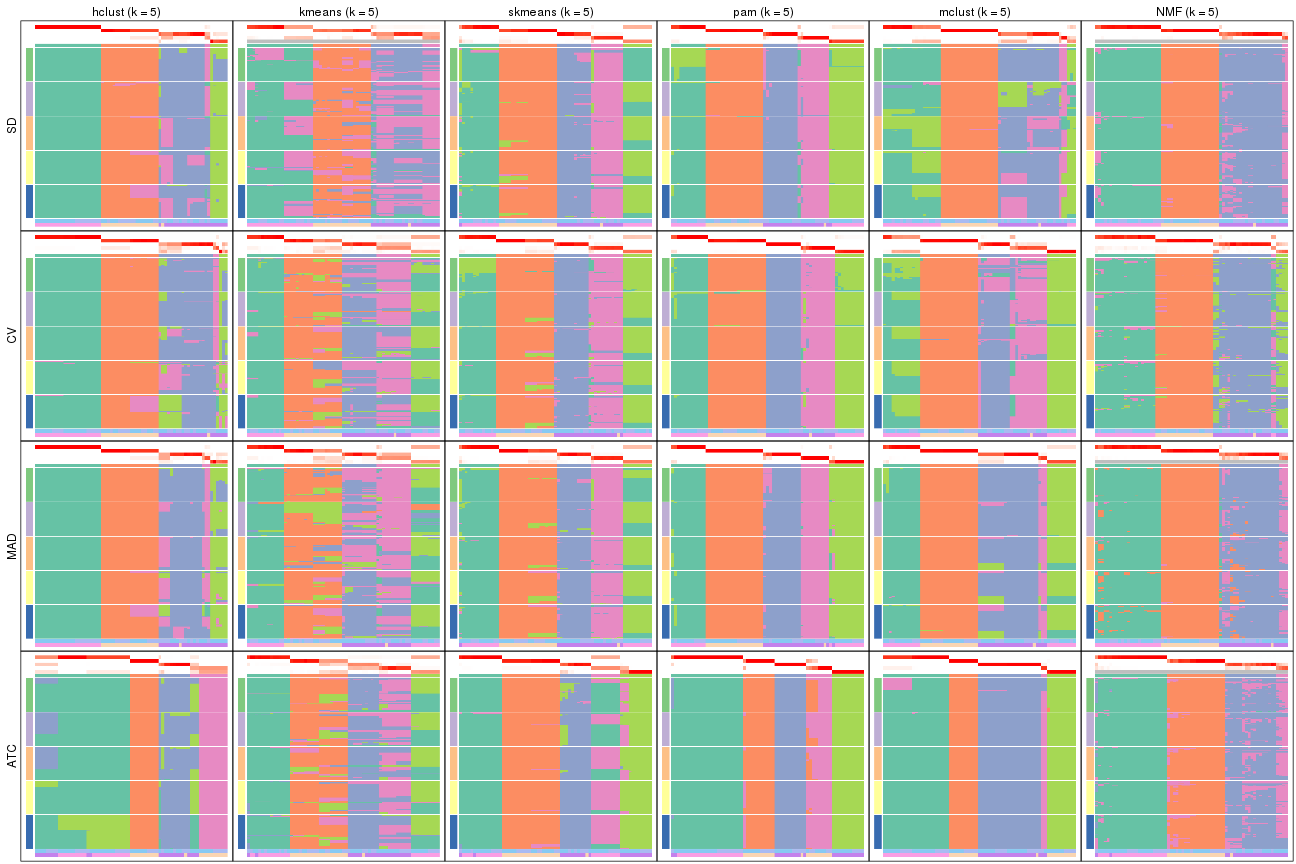 hclust (k = 5)
kmeans (k = 5)
skmeans (k = 5)
pam (k = 5)
mclust (k = 5)
NMF (k = 5)
SD
CV
MAD
ATC